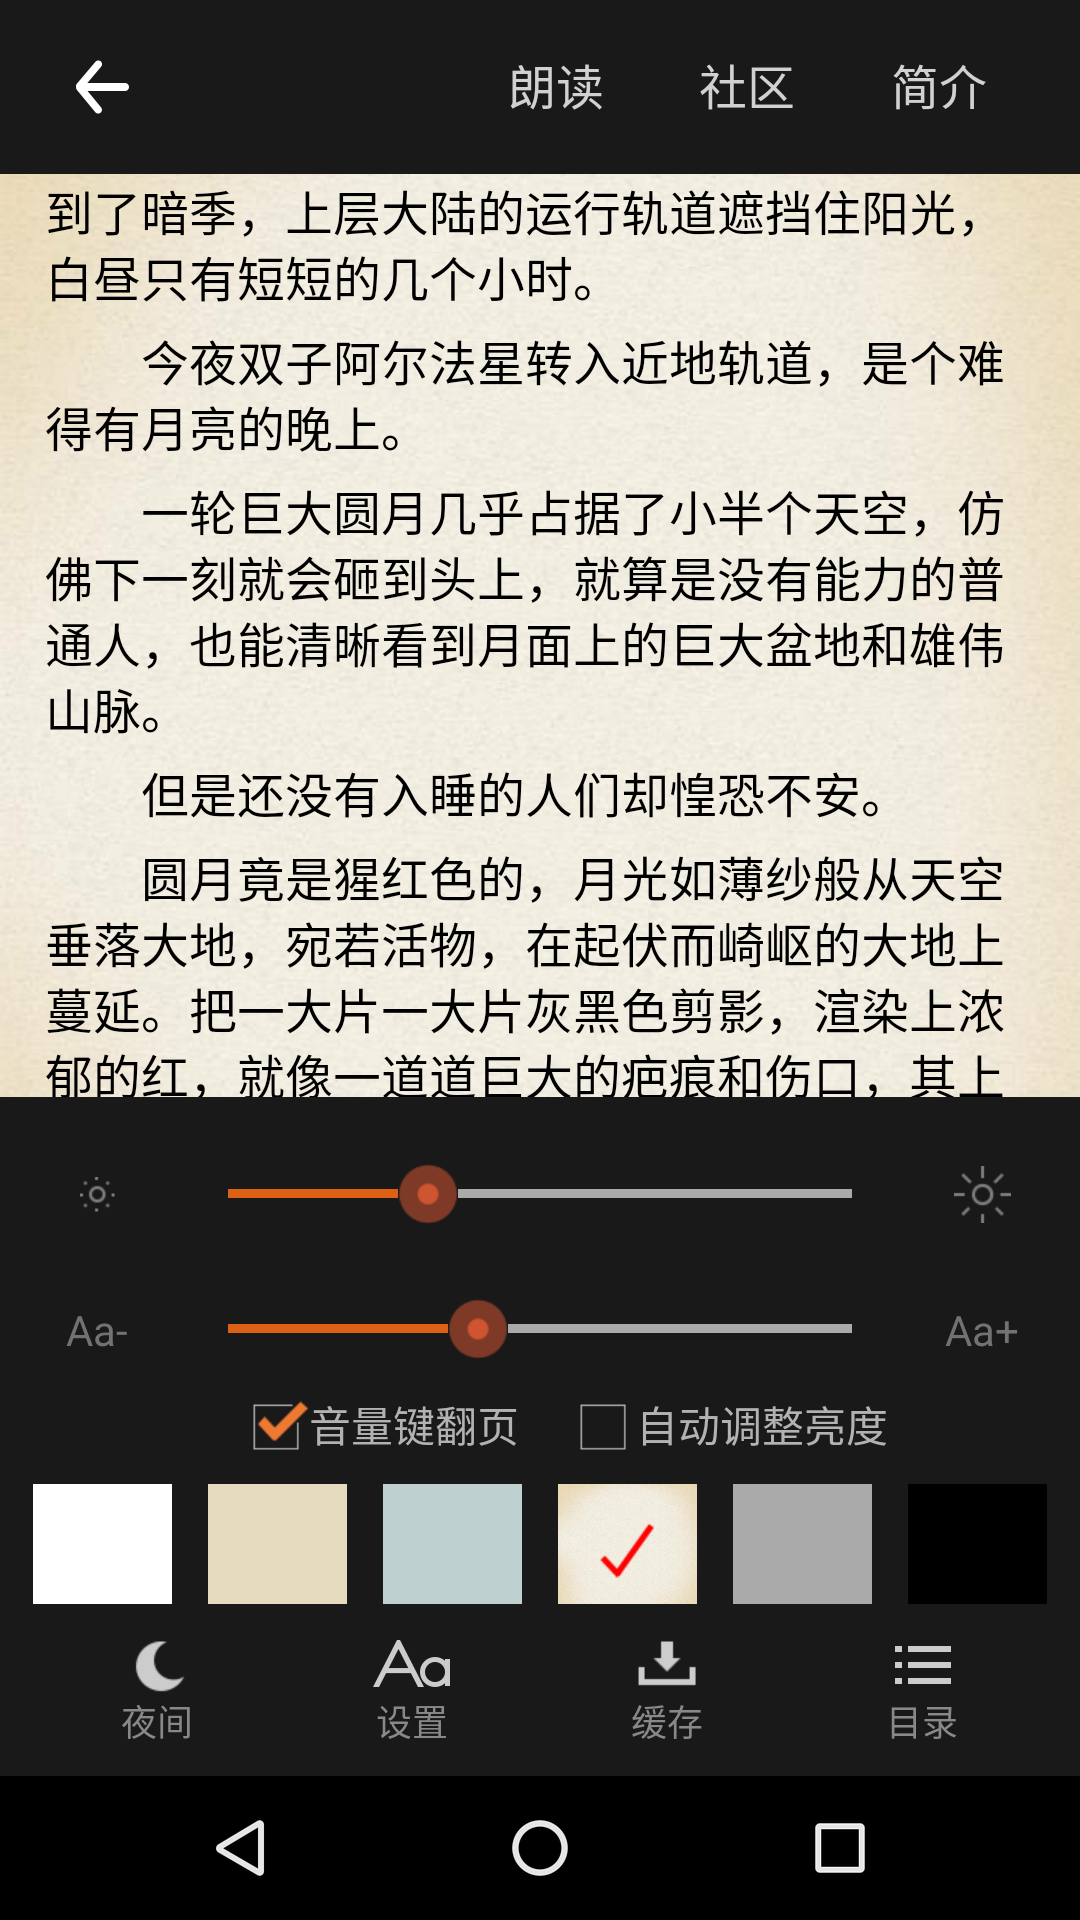 朗读 社区 简介
到了暗季，上层大陆的运行轨道遮挡住阳光，
白昼只有短短的几个小时。
今夜双子阿尔法星转入近地轨道，是个难
得有月亮的晚上。
一轮巨大圆月几乎占据了小半个天空，仿
佛下一刻就会砸到头上，就算是没有能力的普
通人，也能清晰看到月面上的巨大盆地和雄伟
山脉。
但是还没有入睡的人们却惶恐不安。
圆月竟是猩红色的，月光如薄纱般从天空
垂落大地，宛若活物，在起伏而崎岖的大地上
蔓延。把一大片一大片灰黑色剪影，渲染上浓
郁的红，就像一道道巨大的疤痕和伤口，其上
Aa- Aa+
音量键翻页 自动调整亮度
Aa
夜间 设置 缓存 目录